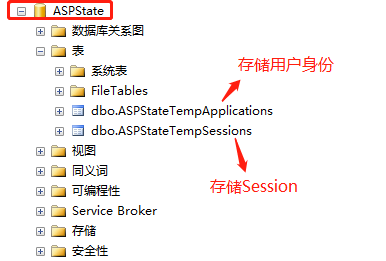 ASPState
数据库关系图
表
系统表
存储用户身份
FileTables
dbo.ASPStateTempApplications
dbo.ASPStateTempSessions
视图
同义词
存储Session
可编程性
Service Broker
存储
安全性